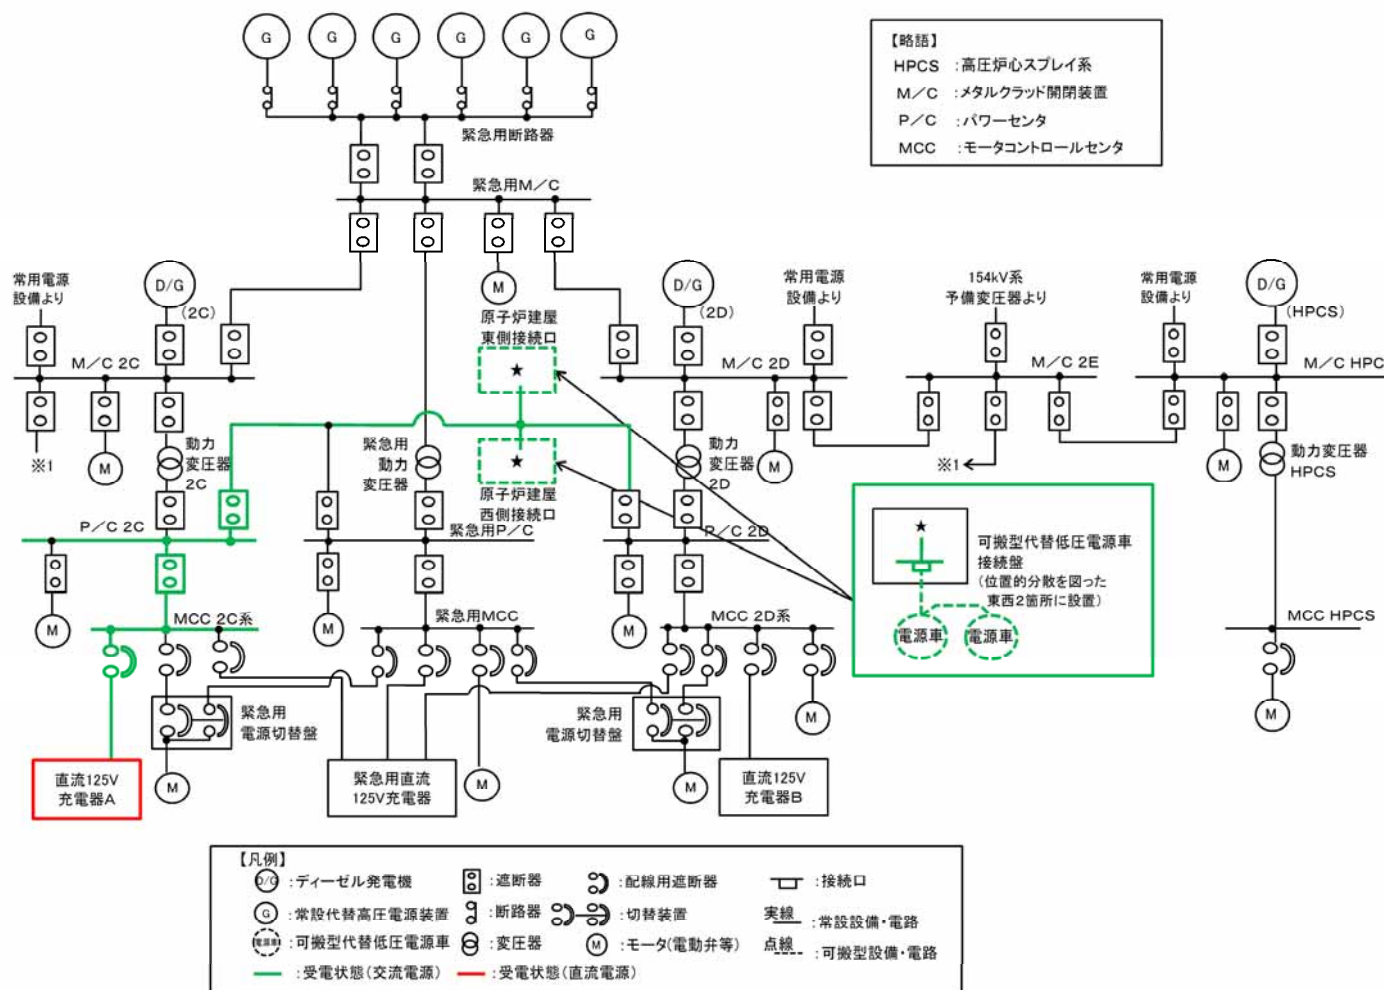 G G G G G G
緊急用断路器
【略語】
HPCS :高圧炉心スプレイ系
M/C :メタルクラッド開閉装置
P/C :パワーセンタ
MCC :モータコントロールセンタ
緊急用M/C
常用電源
設備より
D/G
(2C)
M
原子炉建屋
東側接続口
★
D/G
(2D)
常用電源
設備より
154kV系
予備変圧器より
常用電源
設備より
D/G
(HPCS)
M/C 2C
M/C 2D
M/C 2E
M/C HPC
※1
M
動力
変圧器
2C
緊急用
動力
変圧器
★
原子炉建屋
西側接続口
動力
変圧器
2D
M
※1
M
動力変圧器
HPCS
P/C 2C
緊急用P/C
P/C 2D
★
可搬型代替低圧電源車
接続盤
(位置的分散を図った
東西2箇所に設置)
電源車 電源車
M
M
M
MCC 2C系
緊急用MCC
MCC 2D系
MCC HPCS
緊急用
電源切替盤
緊急用
電源切替盤
M
M
直流125V
充電器A
M
緊急用直流
125V充電器
M
M
直流125V
充電器B
【凡例】
D/G :ディーゼル発電機
:遮断器
:配線用遮断器
:接続口
G :常設代替高圧電源装置
:断路器
:切替装置
実線 :常設設備・電路
電源車 :可搬型代替低圧電源車
:変圧器
M :モータ(電動弁等)
点線 :可搬型設備・電路
:受電状態(交流電源)
:受電状態(直流電源)